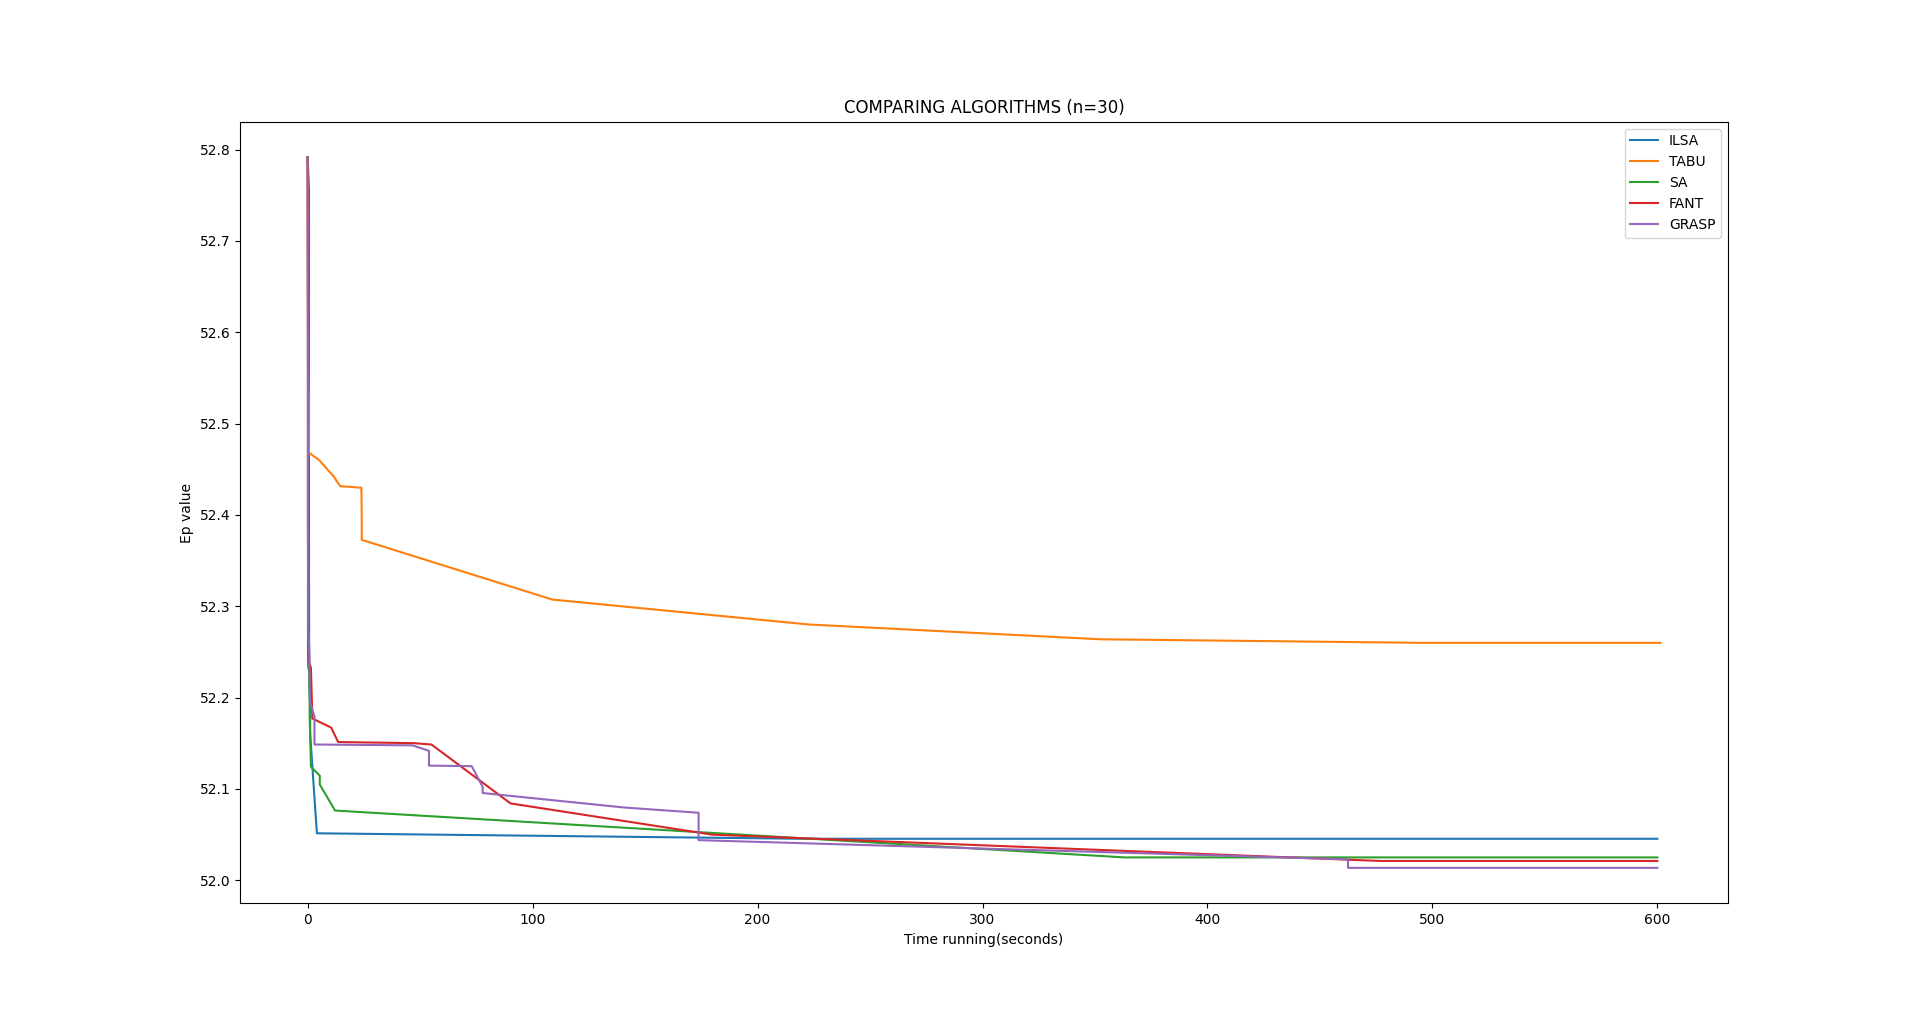 COMPARING ALGORITHMS (n=30)
52.8
52.7
52.6
52.5
52.4
52.3
52.2
52.1
52.0
Ep value
0 100 200 300 400 500 600
Time running(seconds)
ILSA
TABU
SA
FANT
GRASP